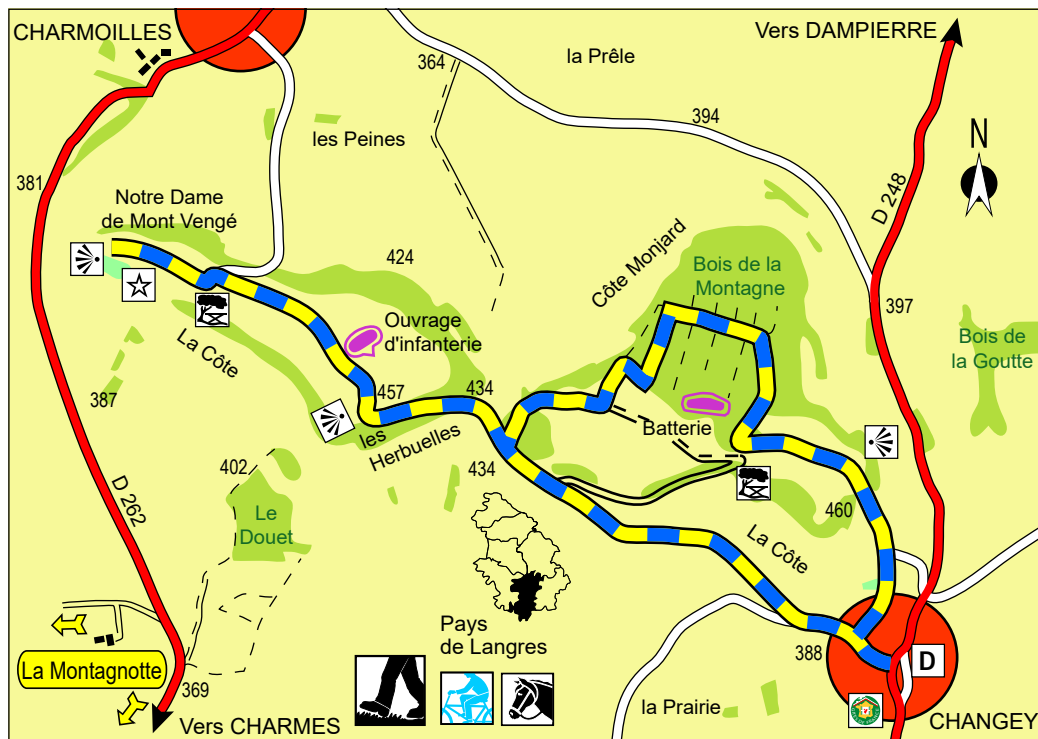 CHARMOILLES
Vers DAMPIERRE
364
la Prêle
394
les Peines
N
381
Notre Dame
de Mont Vengé
D 248
424
Côte Monjard
Bois de la
Montagne
397
La Côte
Ouvrage
d'infanterie
Bois de
la Goutte
387
457
434
les
Herbuelles
Batterie
402
434
D 262
460
Le
Douet
La Côte
Pays
de Langres
388
D
La Montagnotte
369
la Prairie
Vers CHARMES
CHANGEY